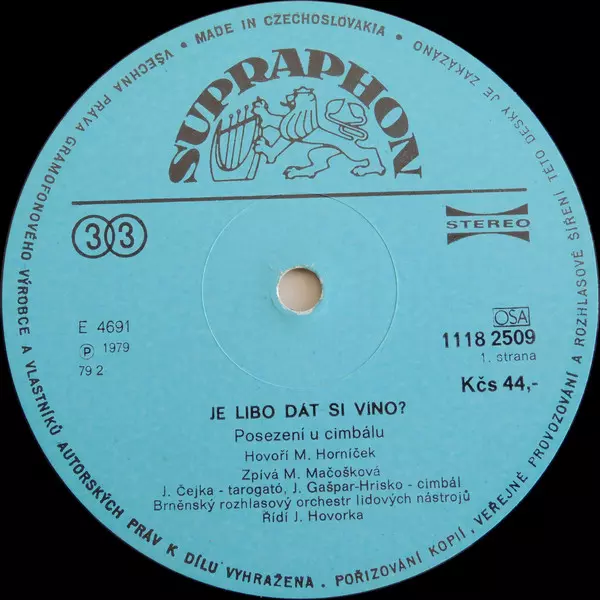 MADE IN CZECHOSLOVAKIA • VŠECHNA PRÁVA GRAMOFONOVÉHO VÝROBCE A VLASTNÍKŮ AUTORSKÝCH PRÁV K DÍLU VYHRAŽENA. POŘIZOVÁNÍ KOPIÍ, VEŘEJNÉ PROVOZOVÁNÍ A ROZHLASOVÉ ŠÍŘENÍ TÉTO DESKY JE ZAKÁZÁNO •
SUPRAPHON
33
STEREO
E 4691
℗ 1979
79 2
OSA
1118 2509
1. strana
Kčs 44,-
JE LIBO DÁT SI VÍNO?
Posezení u cimbálu
Hovoří M. Horníček
Zpívá M. Mačošková
J. Čejka - tarogató, J. Gašpar-Hrisko - cimbál
Brněnský rozhlasový orchestr lidových nástrojů
Řídí J. Hovorka